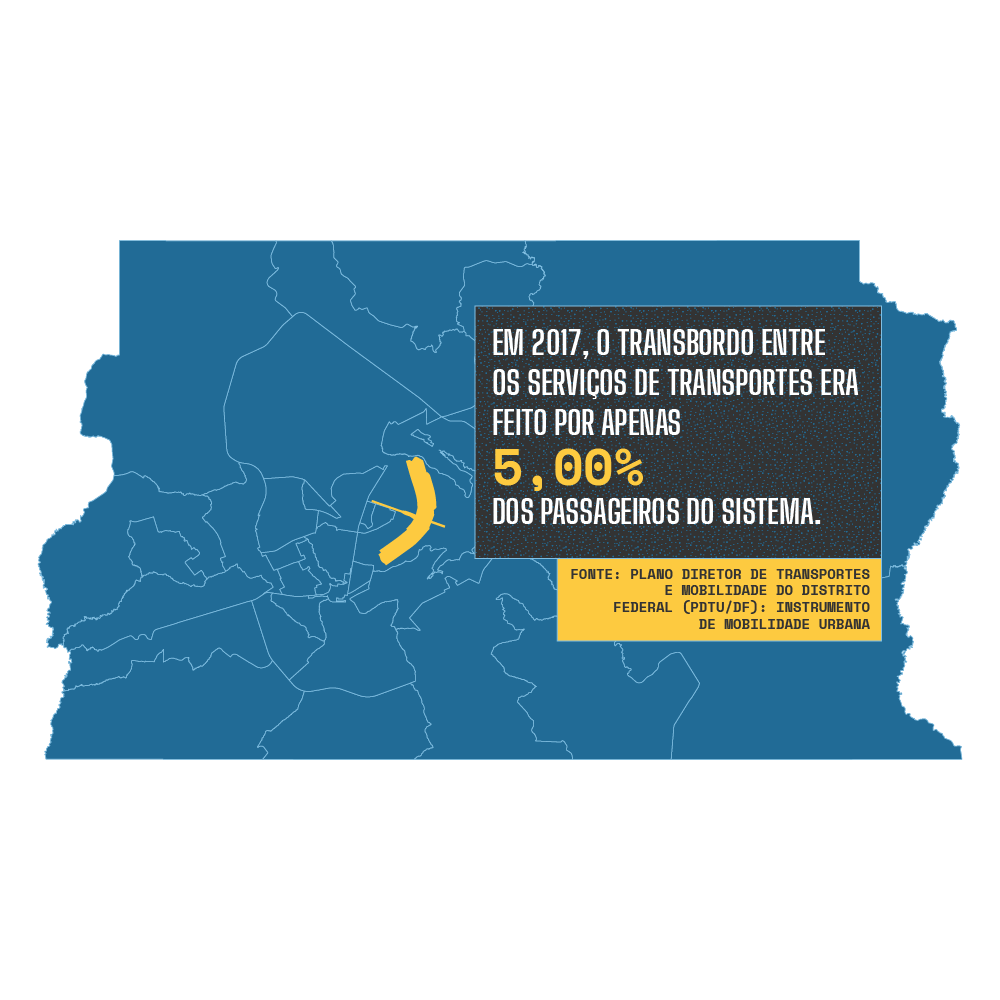 EM 2017, O TRANSBORDO ENTRE
OS SERVIÇOS DE TRANSPORTES ERA
FEITO POR APENAS
5,00%
DOS PASSAGEIROS DO SISTEMA.
FONTE: PLANO DIRETOR DE TRANSPORTES
E MOBILIDADE DO DISTRITO
FEDERAL (PDTU/DF): INSTRUMENTO
DE MOBILIDADE URBANA